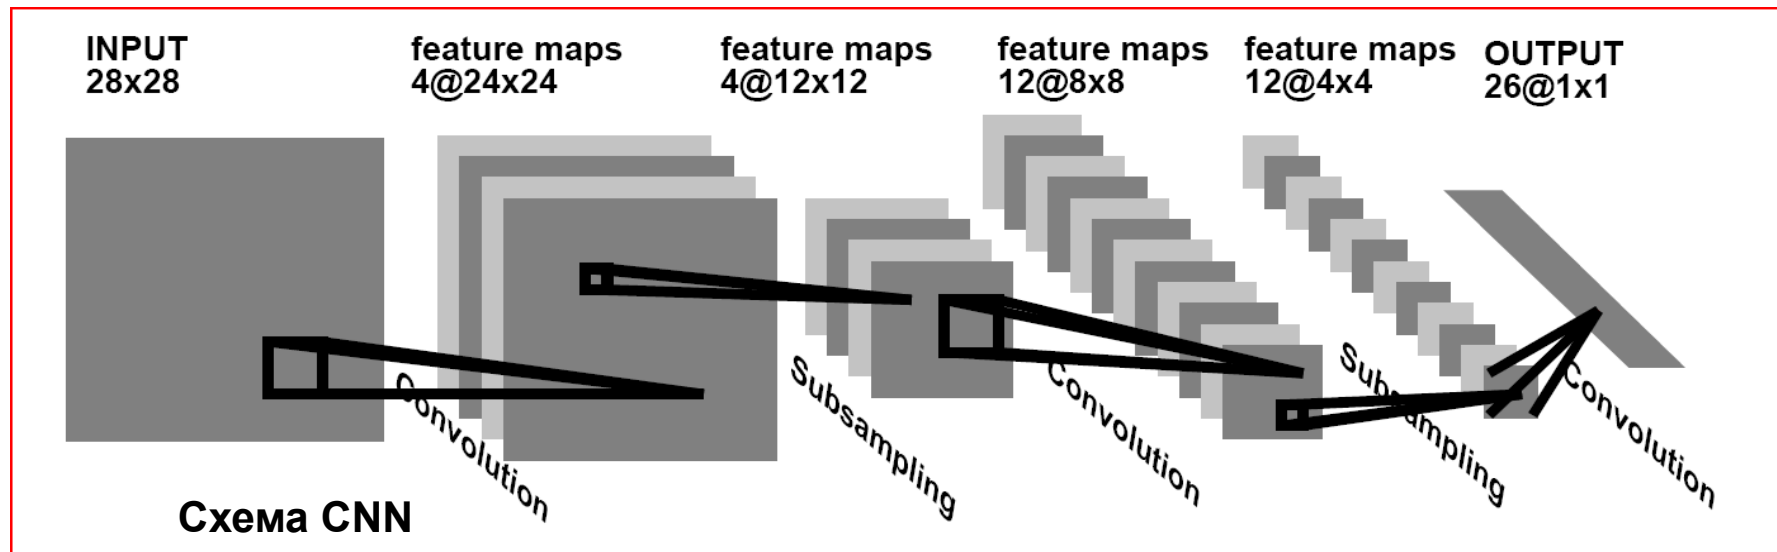 INPUT
28x28
feature maps
4@24x24
feature maps
4@12x12
feature maps
12@8x8
feature maps
12@4x4
OUTPUT
26@1x1
Convolution
Subsampling
Convolution
Subsampling
Convolution
Схема CNN